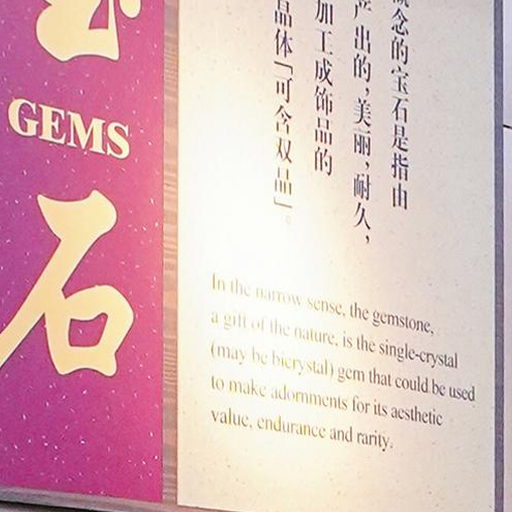 宝
GEMS
石
概念的宝石是指由
产出的，美丽，耐久，
加工成饰品的
晶体「可含双晶」。
In the narrow sense, the gemstone,
a gift of the nature, is the single-crystal
(may be bicrystal) gem that could be used
to make adornments for its aesthetic
value, endurance and rarity.